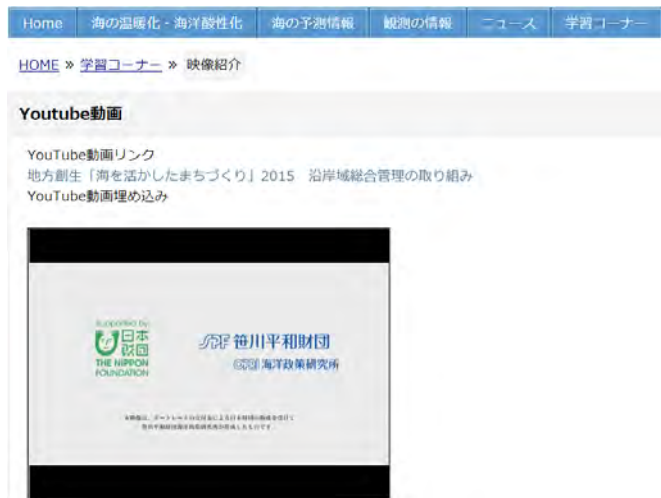 Home 海の温暖化・海洋酸性化 海の予測情報 観測の情報 ニュース 学習コーナー
HOME » 学習コーナー » 映像紹介
Youtube動画
YouTube動画リンク
地方創生「海を活かしたまちづくり」2015 沿岸域総合管理の取り組み
YouTube動画埋め込み
Supported by
日本財団
THE NIPPON
FOUNDATION
笹川平和財団
海洋政策研究所